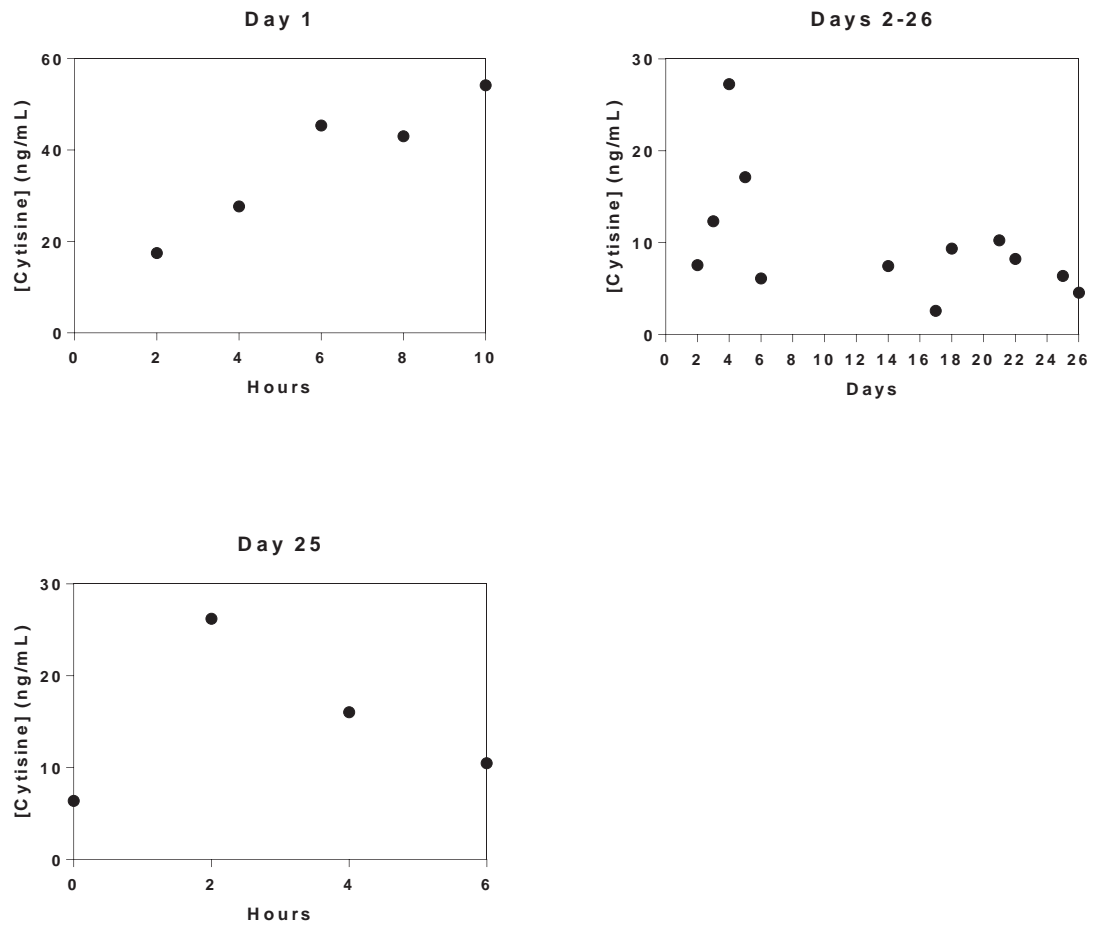 Day 1
60
40
20
0
[Cytisine] (ng/mL)
0 2 4 6 8 10
Hours
Days 2-26
30
20
10
0
[Cytisine] (ng/mL)
0 2 4 6 8 10 12 14 16 18 20 22 24 26
Days
Day 25
30
20
10
0
[Cytisine] (ng/mL)
0 2 4 6
Hours